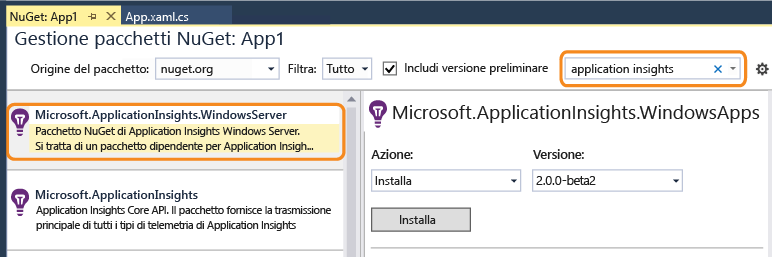 NuGet: App1
App.xaml.cs
Gestione pacchetti NuGet: App1
Origine del pacchetto: nuget.org Filtra: Tutto Includi versione preliminare application insights
Microsoft.ApplicationInsights.WindowsServer
Pacchetto NuGet di Application Insights Windows Server.
Si tratta di un pacchetto dipendente per Application Insigh...
Microsoft.ApplicationInsights
Application Insights Core API. Il pacchetto fornisce la trasmissione
principale di tutti i tipi di telemetria di Application Insights
Microsoft.ApplicationInsights.WindowsApps
Azione: Versione:
Installa 2.0.0-beta2
Installa